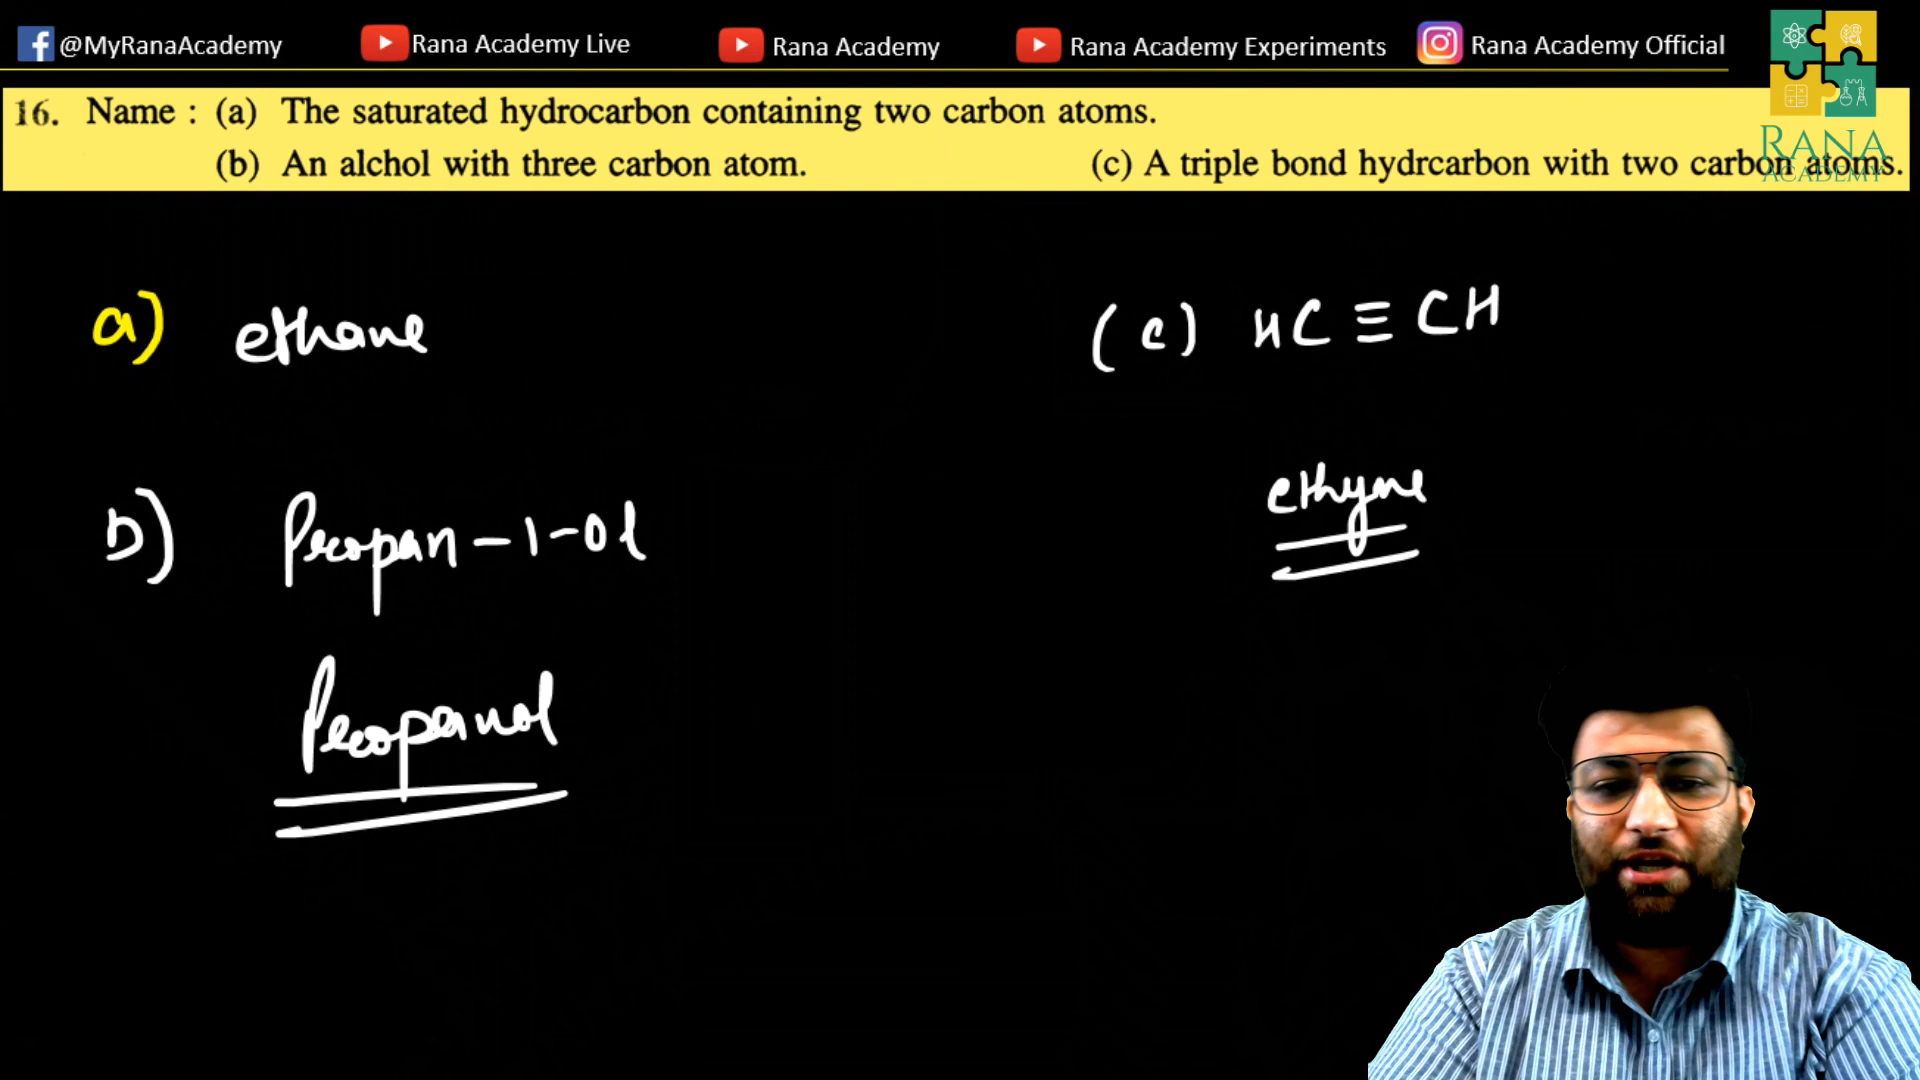 @MyRanaAcademy Rana Academy Live Rana Academy Rana Academy Experiments Rana Academy Official
16. Name : (a) The saturated hydrocarbon containing two carbon atoms.
(b) An alchol with three carbon atom. (c) A triple bond hydrcarbon with two carbon atoms.
RANA
ACADEMY
a) ethane
(c) HC ≡ CH
b) Propan-1-ol
ethyne
Propanol